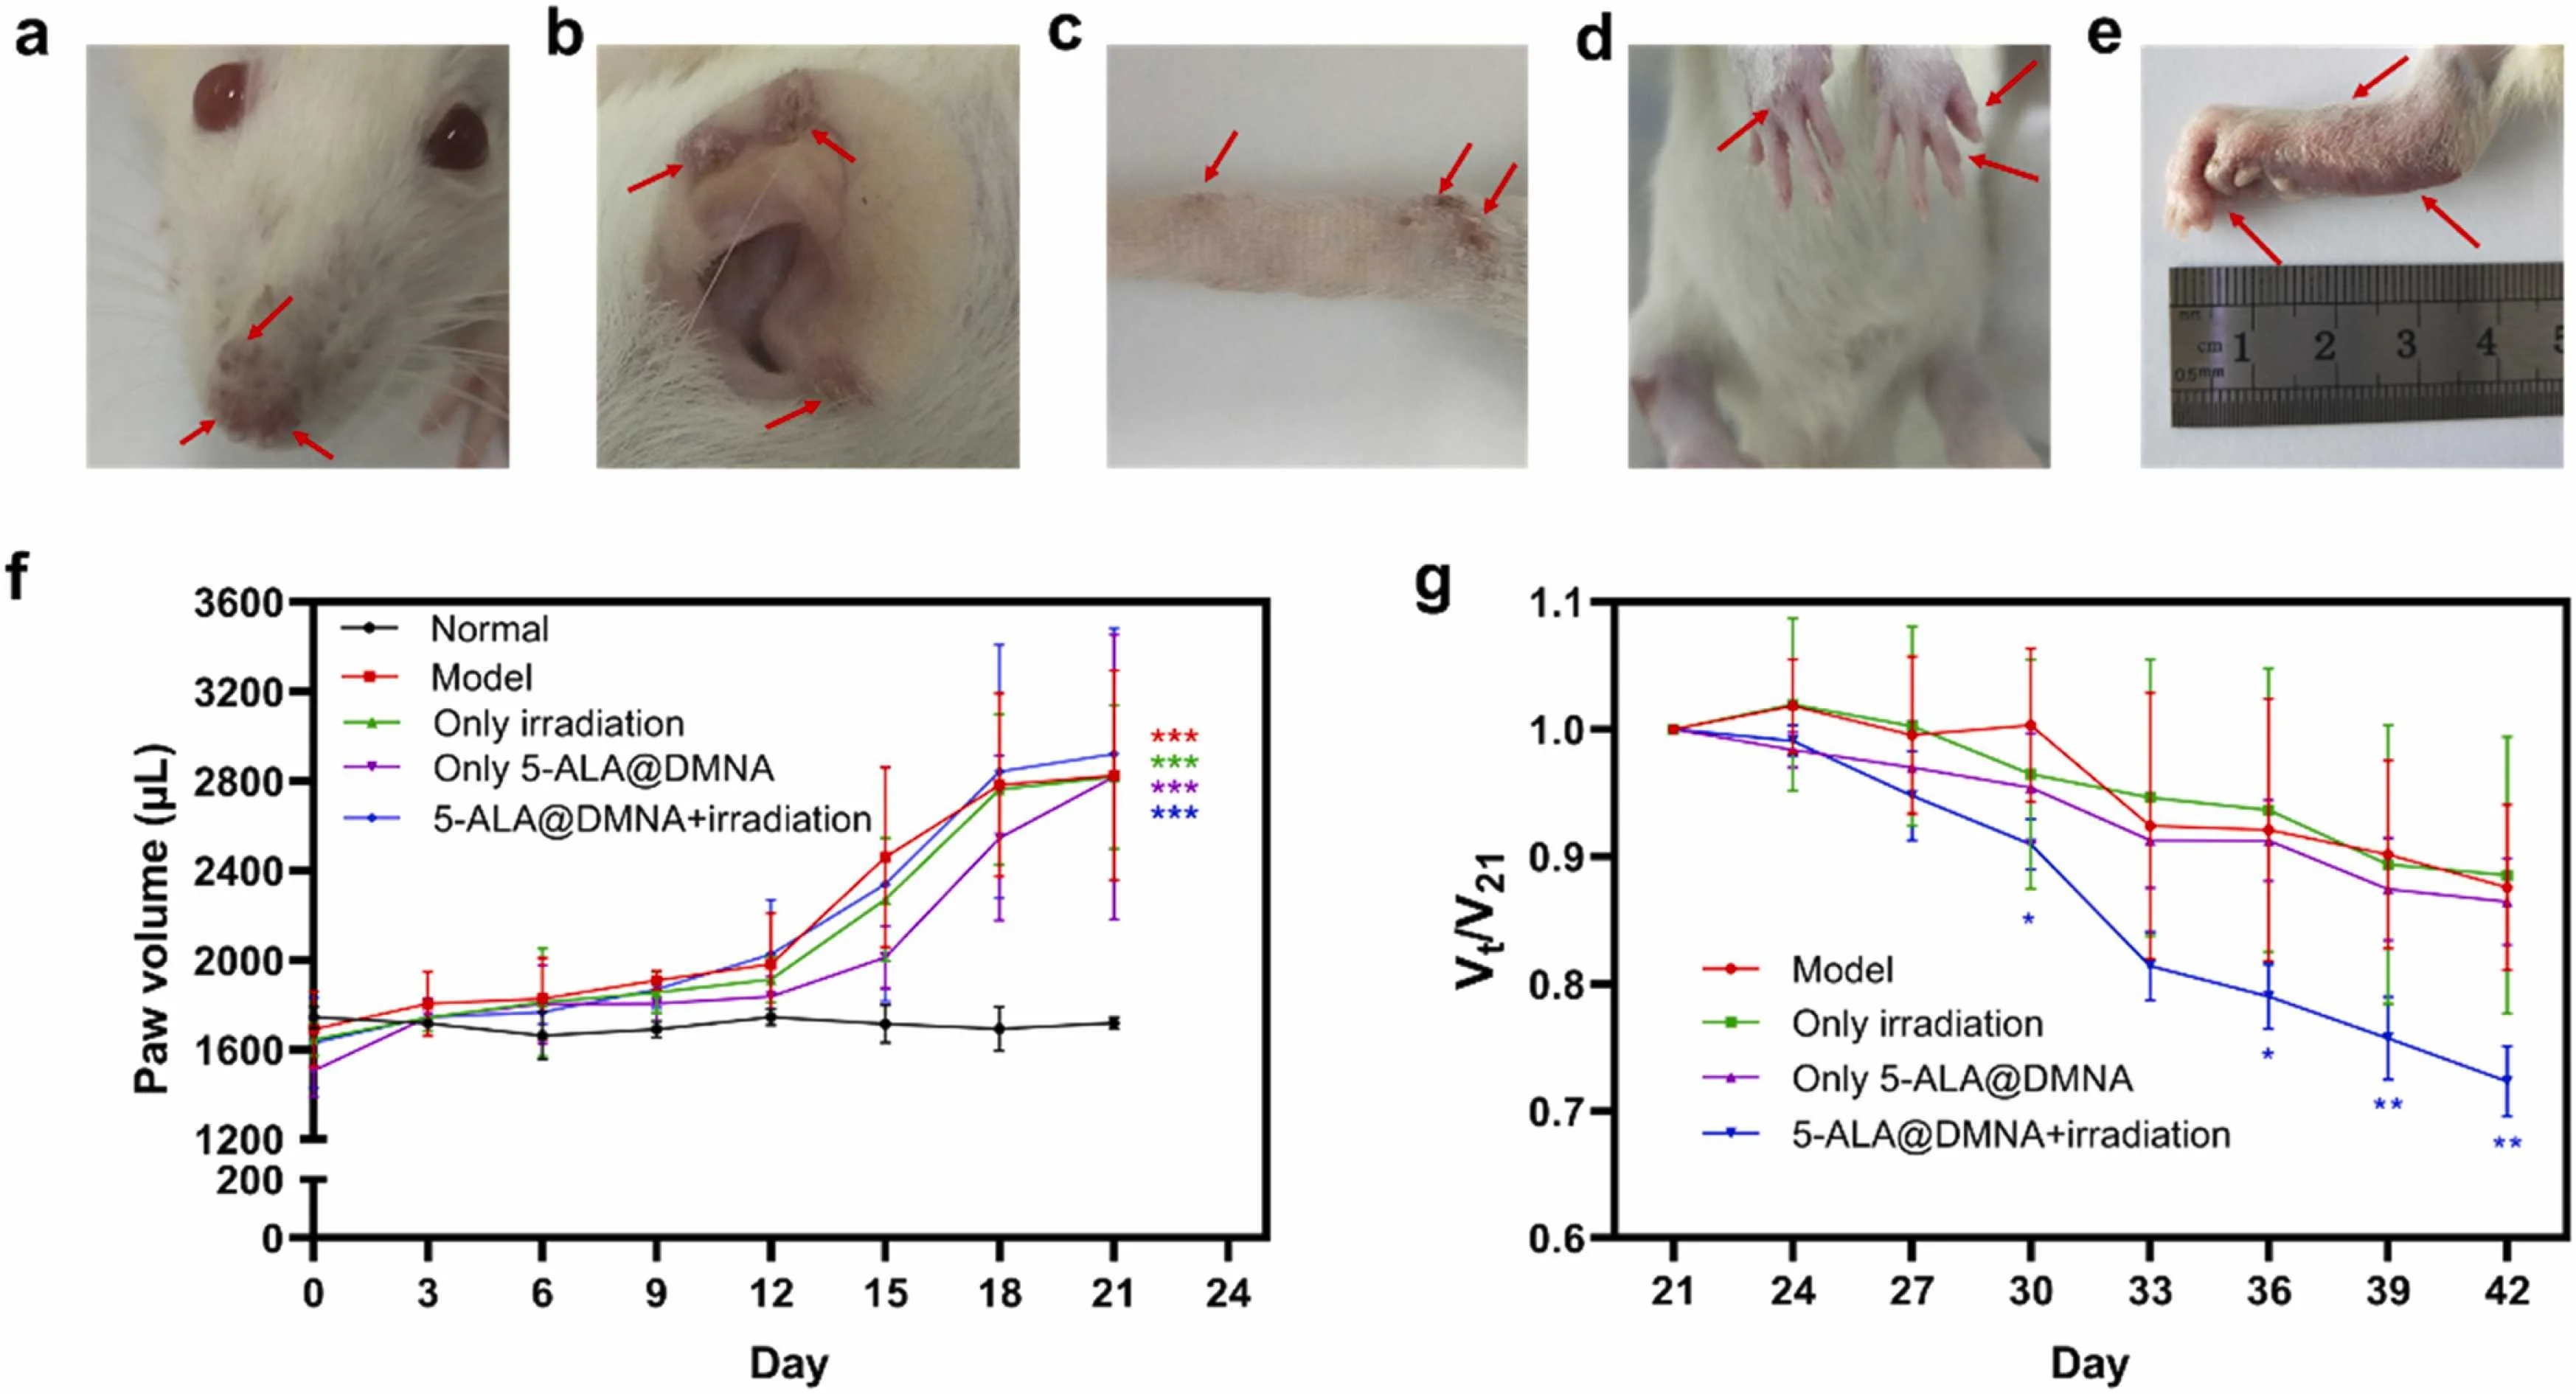 a
b
c
d
e
mm
cm 1 2 3 4 5
0.5mm
f
3600
3200
2800
2400
2000
1600
1200
200
0
Paw volume (µL)
Normal
Model
Only irradiation
Only 5-ALA@DMNA
5-ALA@DMNA+irradiation
***
***
***
***
0 3 6 9 12 15 18 21 24
Day
g
1.1
1.0
0.9
0.8
0.7
0.6
Vt/V21
*
*
**
**
Model
Only irradiation
Only 5-ALA@DMNA
5-ALA@DMNA+irradiation
21 24 27 30 33 36 39 42
Day